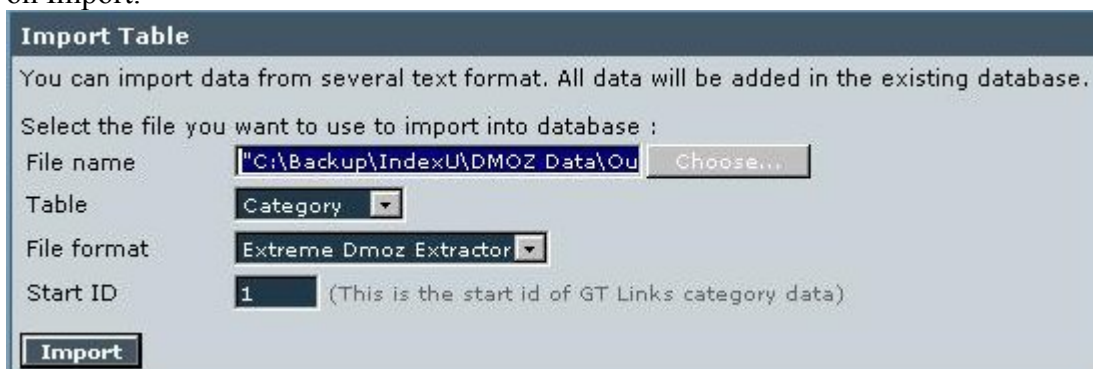 on Import.
Import Table
You can import data from several text format. All data will be added in the existing database.
Select the file you want to use to import into database :
File name "C:\Backup\IndexU\DMOZ Data\Ou Choose...
Table Category
File format Extreme Dmoz Extractor
Start ID 1 (This is the start id of GT Links category data)
Import